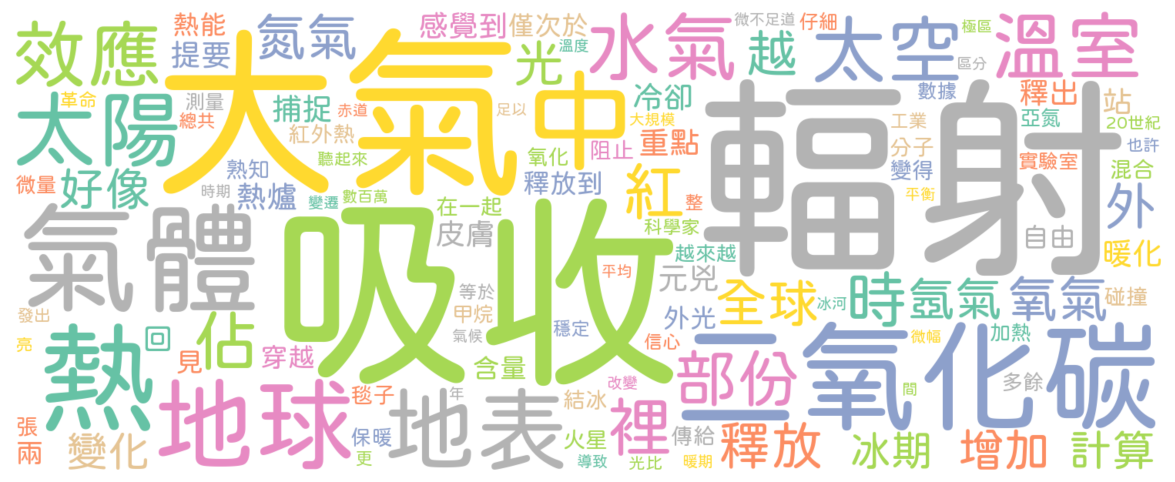 效應
熱能
提要
氮氣
感覺到
僅次於
微不足道
仔細
極區
溫度
光
水氣
越
太空
溫室
區分
數據
釋出
站
革命
測量
總共
捕捉
赤道
足以
大氣中
冷卻
大規模
重點
輻射
工業
亞氮
20世紀
太陽
紅外熱
聽起來
氧化
阻止
分子
實驗室
也許
微量
好像
熟知
時期
熱爐
變遷
數百萬
釋放到
在一起
紅
整
變得
平衡
混合
外
氣體
吸收
皮膚
科學家
越來越
自由
暖化
平均
元兇
等於
全球
冰河
時
氬氣
氧氣
碰撞
發出
亮
熱
回
佔
甲烷
氣候
穩定
外光
信心
二氧化碳
微幅
加熱
見
穿越
含量
部份
多餘
間
地球
毯子
地表
年
改變
結冰
裡
張
兩
變化
保暖
更
火星
導致
光比
傳給
暖期
釋放
冰期
增加
計算